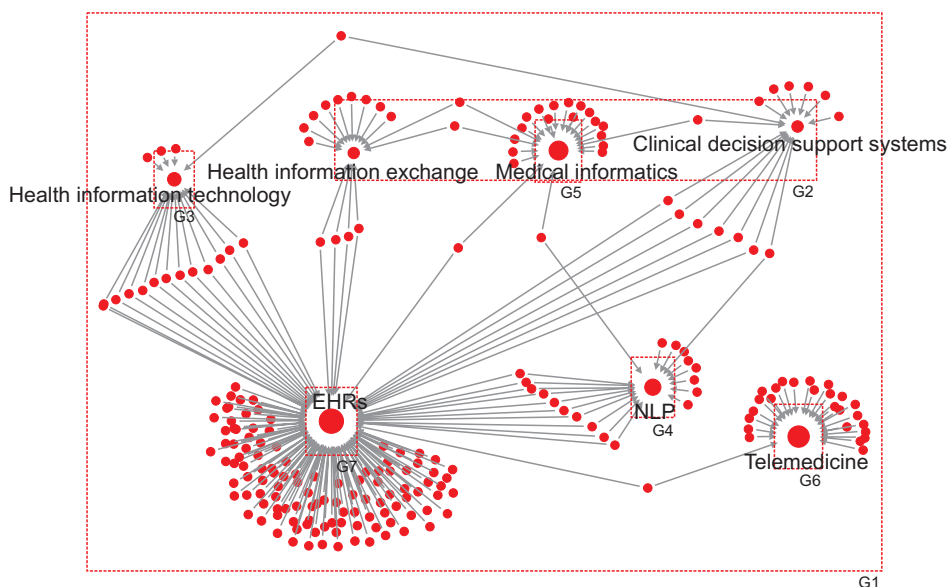 Clinical decision support systems
Health information exchange
Medical informatics
Health information technology
G3
G5
G2
EHRs
NLP
G4
G7
Telemedicine
G6
G1